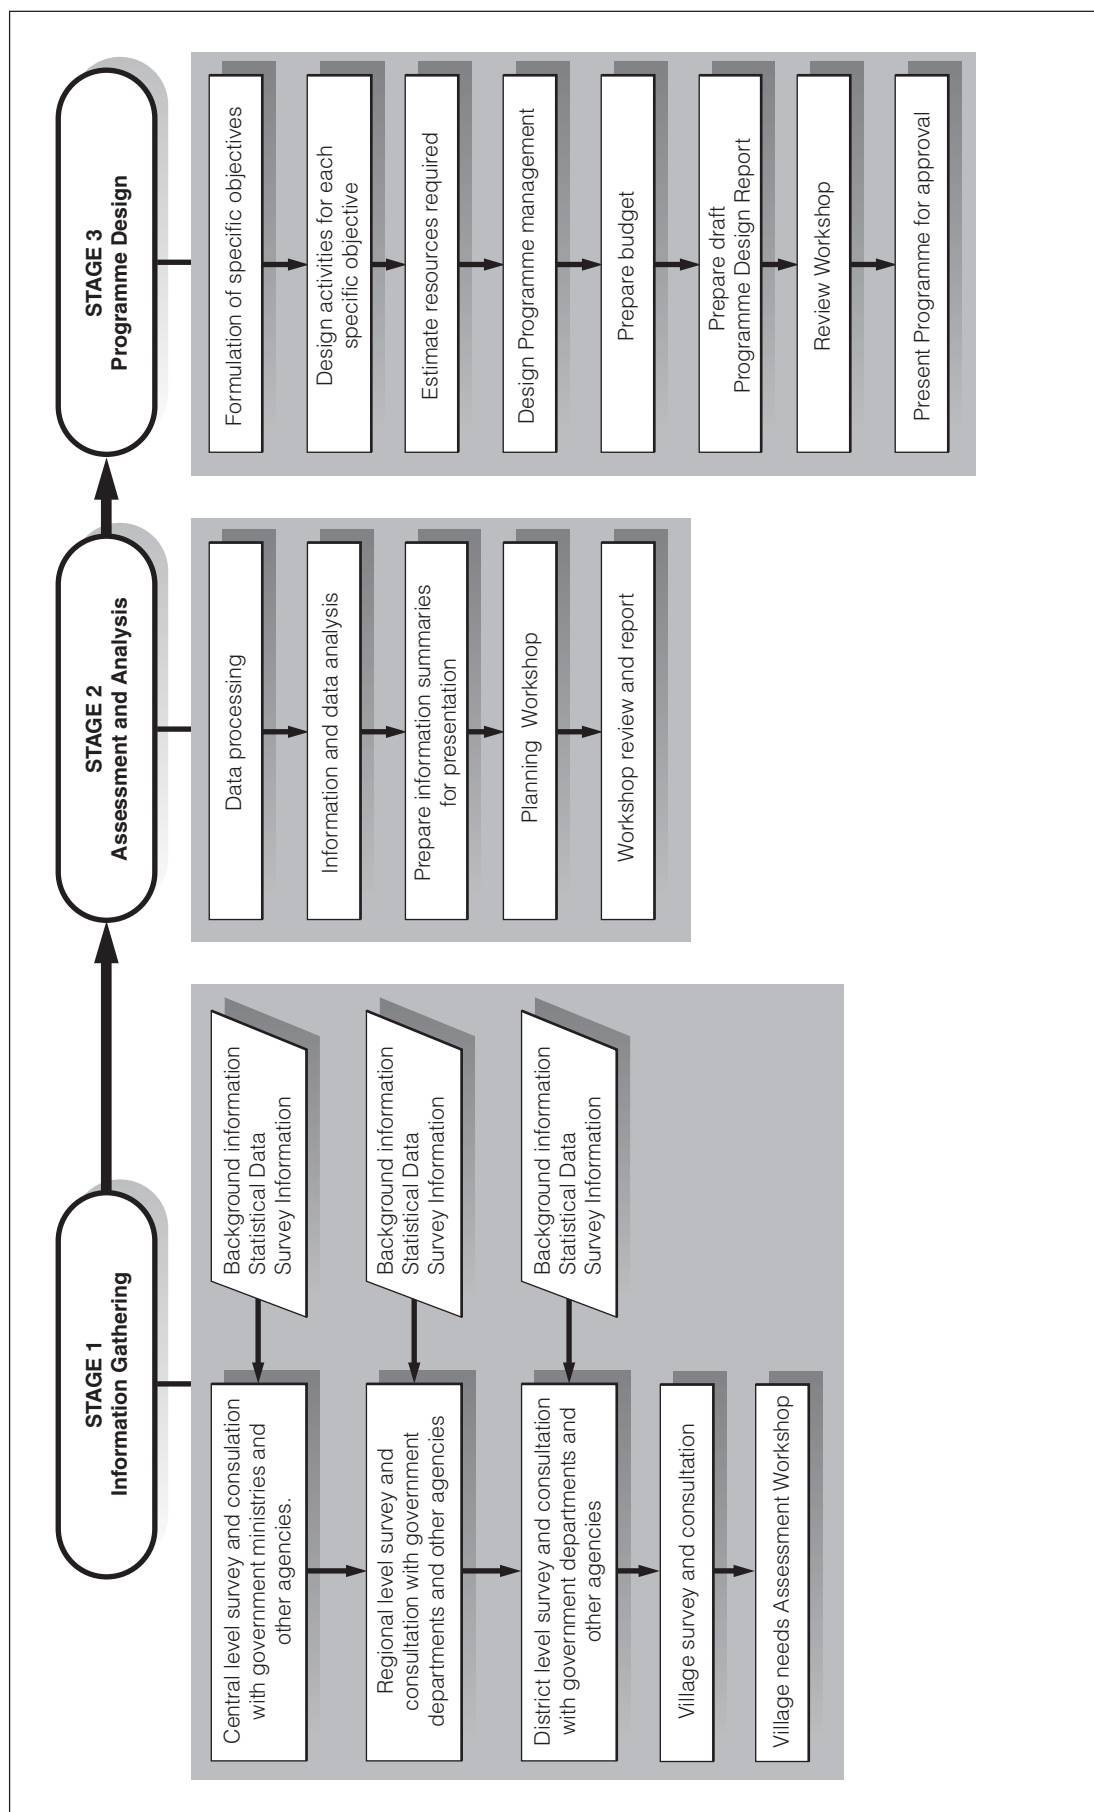 STAGE 1
Information Gathering
Central level survey and consulation
with government ministries and
other agencies.
Background information
Statistical Data
Survey Information
Regional level survey and
consultation with government
departments and other agencies
Background information
Statistical Data
Survey Information
District level survey and consultation
with government departments and
other agencies
Background information
Statistical Data
Survey Information
Village survey and consultation
Village needs Assessment Workshop
STAGE 2
Assessment and Analysis
Data processing
Information and data analysis
Prepare information summaries
for presentation
Planning Workshop
Workshop review and report
STAGE 3
Programme Design
Formulation of specific objectives
Design activities for each
specific objective
Estimate resources required
Design Programme management
Prepare budget
Prepare draft
Programme Design Report
Review Workshop
Present Programme for approval